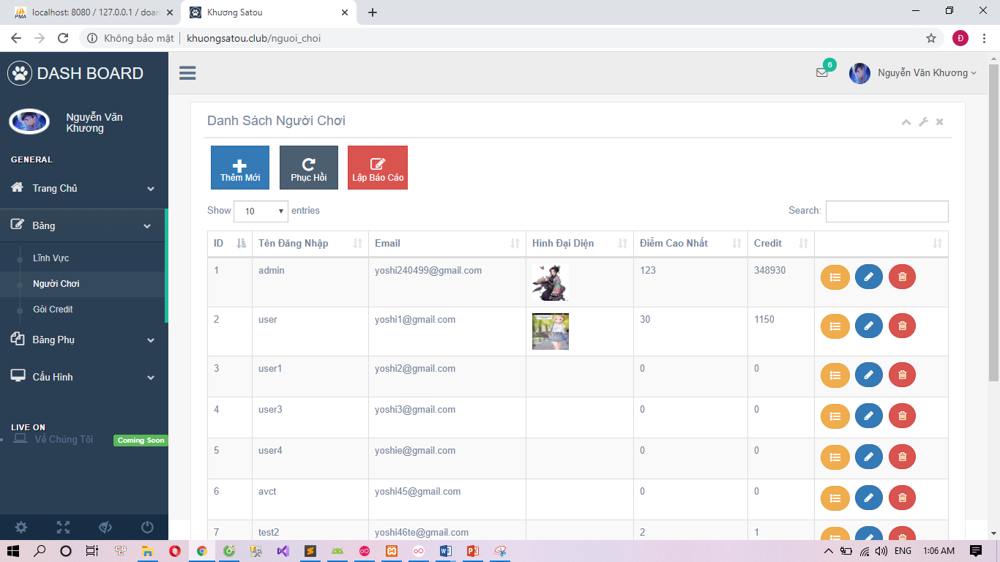 localhost: 8080 / 127.0.0.1 / doan
Khương Satou
Không bảo mật
khuongsatou.club/nguoi_choi
Đ
DASH BOARD
6
Nguyễn Văn Khương
Nguyễn Văn
Khương
GENERAL
Trang Chủ
Bảng
Lĩnh Vực
Người Chơi
Gói Credit
Bảng Phụ
Cấu Hình
LIVE ON
Về Chúng Tôi
Coming Soon
Danh Sách Người Chơi
Thêm Mới
Phục Hồi
Lập Báo Cáo
Show 10 entries
Search:
ID Tên Đăng Nhập Email Hình Đại Diện Điểm Cao Nhất Credit
1 admin yoshi240499@gmail.com 123 348930
2 user yoshi1@gmail.com 30 1150
3 user1 yoshi2@gmail.com 0 0
4 user3 yoshi3@gmail.com 0 0
5 user4 yoshie@gmail.com 0 0
6 avct yoshi45@gmail.com 0 0
7 test2 yoshi46te@gmail.com 2 1
ENG
1:06 AM